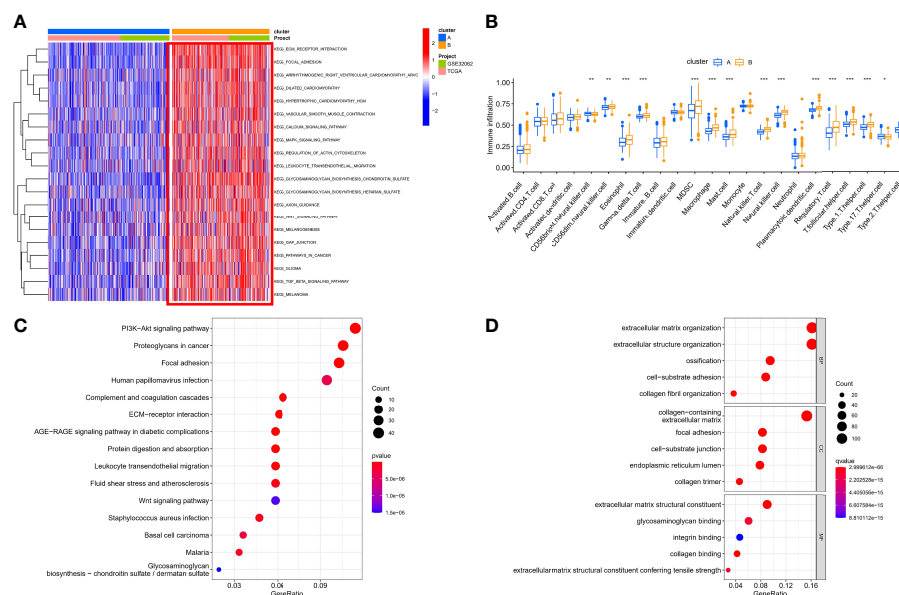 A
cluster
Project
2
1
0
-1
-2
cluster
A
B
Project
GSE32062
TCGA
KEGG_ECM_RECEPTOR_INTERACTION
KEGG_FOCAL_ADHESION
KEGG_ARRHYTHMOGENIC_RIGHT_VENTRICULAR_CARDIOMYOPATHY_ARVC
KEGG_DILATED_CARDIOMYOPATHY
KEGG_HYPERTROPHIC_CARDIOMYOPATHY_HCM
KEGG_VASCULAR_SMOOTH_MUSCLE_CONTRACTION
KEGG_CALCIUM_SIGNALING_PATHWAY
KEGG_MAPK_SIGNALING_PATHWAY
KEGG_REGULATION_OF_ACTIN_CYTOSKELETON
KEGG_LEUKOCYTE_TRANSENDOTHELIAL_MIGRATION
KEGG_GLYCOSAMINOGLYCAN_BIOSYNTHESIS_CHONDROITIN_SULFATE
KEGG_GLYCOSAMINOGLYCAN_BIOSYNTHESIS_HEPARAN_SULFATE
KEGG_AXON_GUIDANCE
KEGG_WNT_SIGNALING_PATHWAY
KEGG_MELANOGENESIS
KEGG_GAP_JUNCTION
KEGG_PATHWAYS_IN_CANCER
KEGG_GLIOMA
KEGG_TGF_BETA_SIGNALING_PATHWAY
KEGG_MELANOMA
B
cluster A B
** ** *** *** *** *** *** *** *** *** *** *** *** *
Immune infiltration
1.00
0.75
0.50
0.25
0.00
Activated.B.cell
Activated.CD4.T.cell
Activated.CD8.T.cell
Activated.dendritic.cell
CD56bright.natural.killer.cell
CD56dim.natural.killer.cell
Eosinophil
Gamma.delta.T.cell
Immature..B.cell
Immature.dendritic.cell
MDSC
Macrophage
Mast.cell
Monocyte
Natural.killer.T.cell
Natural.killer.cell
Neutrophil
Plasmacytoid.dendritic.cell
Regulatory.T.cell
T.follicular.helper.cell
Type.1.T.helper.cell
Type.17.T.helper.cell
Type.2.T.helper.cell
C
PI3K−Akt signaling pathway
Proteoglycans in cancer
Focal adhesion
Human papillomavirus infection
Complement and coagulation cascades
ECM−receptor interaction
AGE−RAGE signaling pathway in diabetic complications
Protein digestion and absorption
Leukocyte transendothelial migration
Fluid shear stress and atherosclerosis
Wnt signaling pathway
Staphylococcus aureus infection
Basal cell carcinoma
Malaria
Glycosaminoglycan
biosynthesis − chondroitin sulfate / dermatan sulfate
0.03
0.06
0.09
GeneRatio
Count
10
20
30
40
pvalue
5.0e−06
1.0e−05
1.5e−05
D
extracellular matrix organization
extracellular structure organization
ossification
cell−substrate adhesion
collagen fibril organization
BP
collagen−containing
extracellular matrix
focal adhesion
cell−substrate junction
endoplasmic reticulum lumen
collagen trimer
CC
extracellular matrix structural constituent
glycosaminoglycan binding
integrin binding
collagen binding
extracellularmatrix structural constituent conferring tensile strength
MF
0.04
0.08
0.12
0.16
GeneRatio
Count
20
40
60
80
100
qvalue
2.999612e−66
2.202528e−15
4.405056e−15
6.607584e−15
8.810112e−15